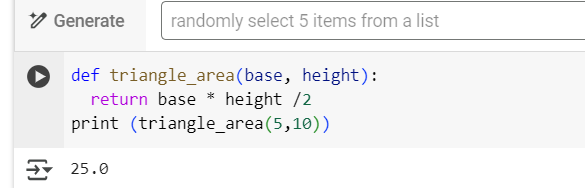 Generate randomly select 5 items from a list
def triangle_area(base, height):
  return base * height /2
print (triangle_area(5,10))
25.0